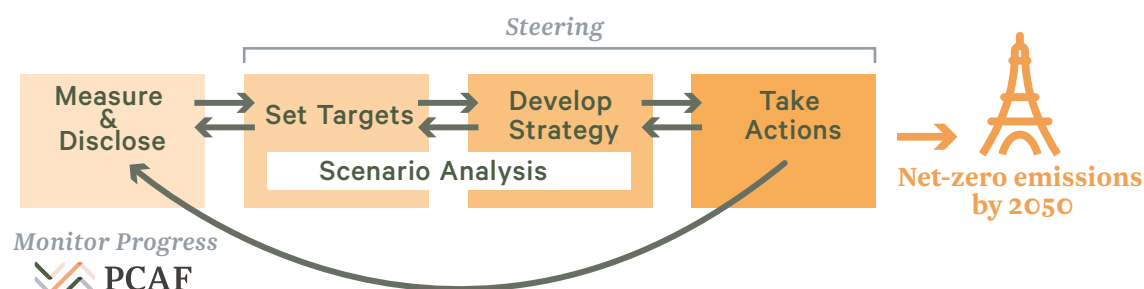 Steering
Measure
&
Disclose
Set Targets
Develop
Strategy
Take
Actions
Scenario Analysis
Net-zero emissions
by 2050
Monitor Progress
PCAF